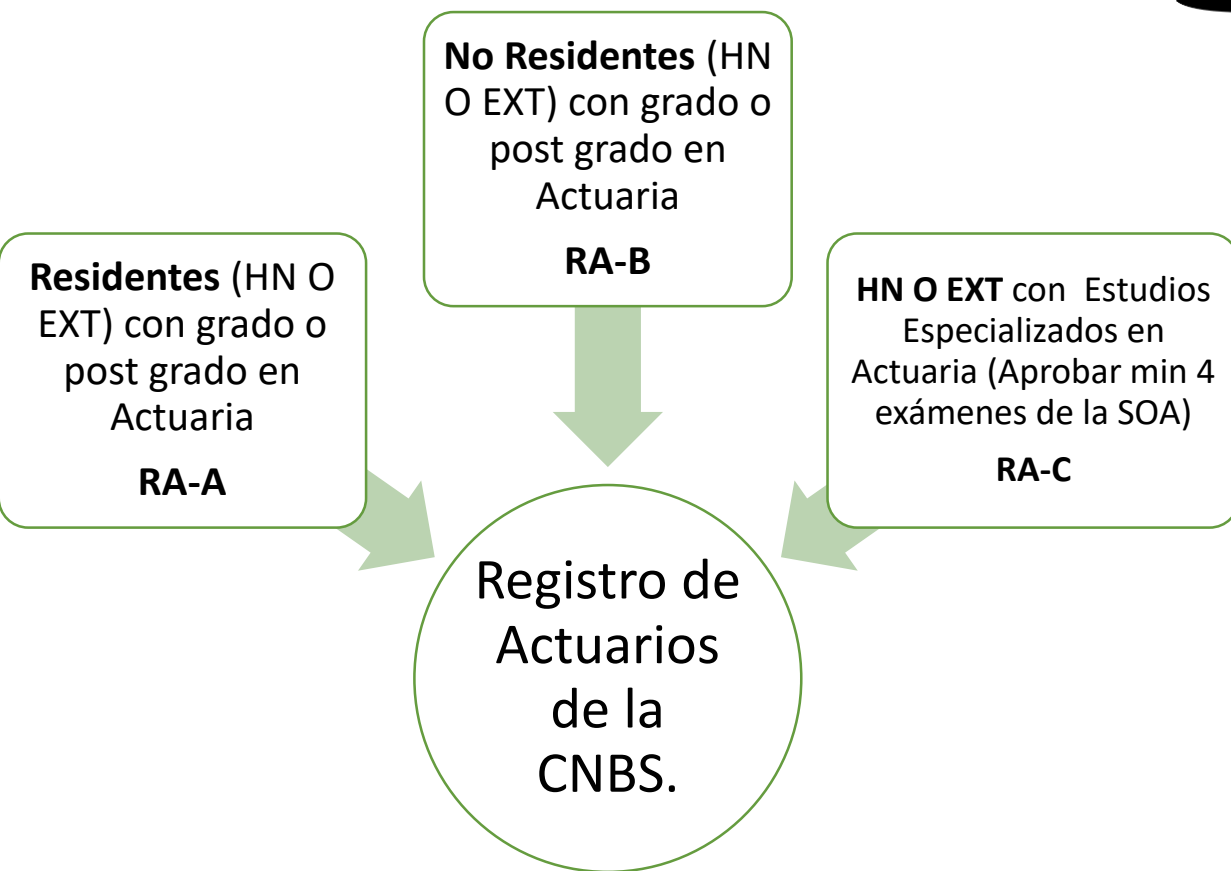 No Residentes (HN
O EXT) con grado o
post grado en
Actuaria
RA-B
Residentes (HN O
EXT) con grado o
post grado en
Actuaria
RA-A
HN O EXT con Estudios
Especializados en
Actuaria (Aprobar min 4
exámenes de la SOA)
RA-C
Registro de
Actuarios
de la
CNBS.